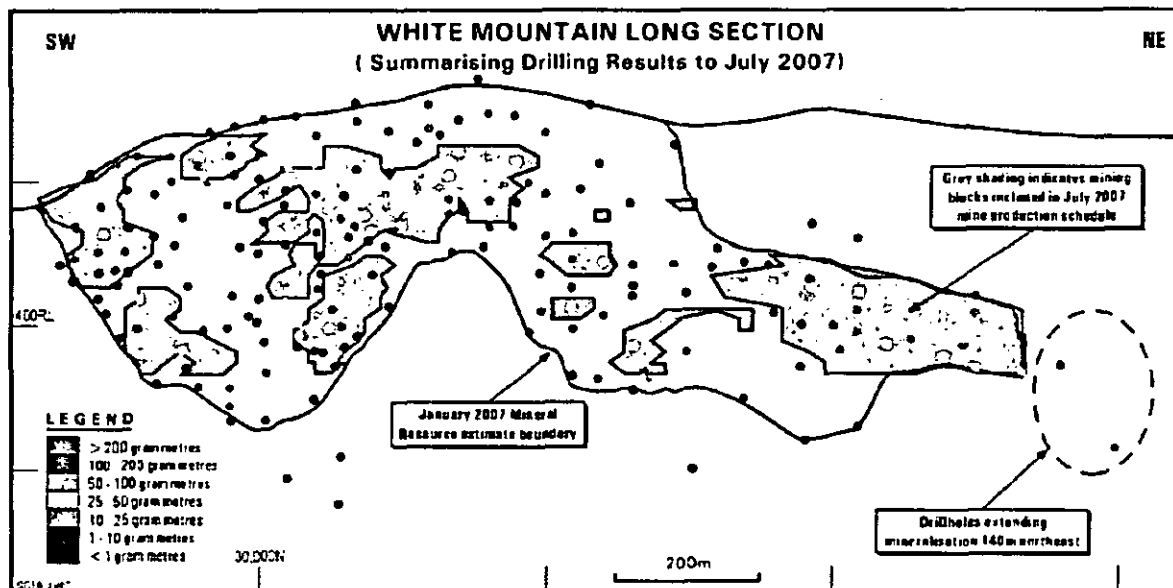 WHITE MOUNTAIN LONG SECTION
( Summarising Drilling Results to July 2007)
SW
NE
Grey shading indicates mining
blocks enclosed in July 2007
mine production schedule
400RL
January 2007 Mineral
Resource estimate boundary
LEGEND
> 200 gram metres
100 - 200 gram metres
50 - 100 gram metres
25 - 50 gram metres
10 - 25 gram metres
1 - 10 gram metres
< 1 gram metres
Drillholes extending
mineralisation 140m northeast
30,000N
200m